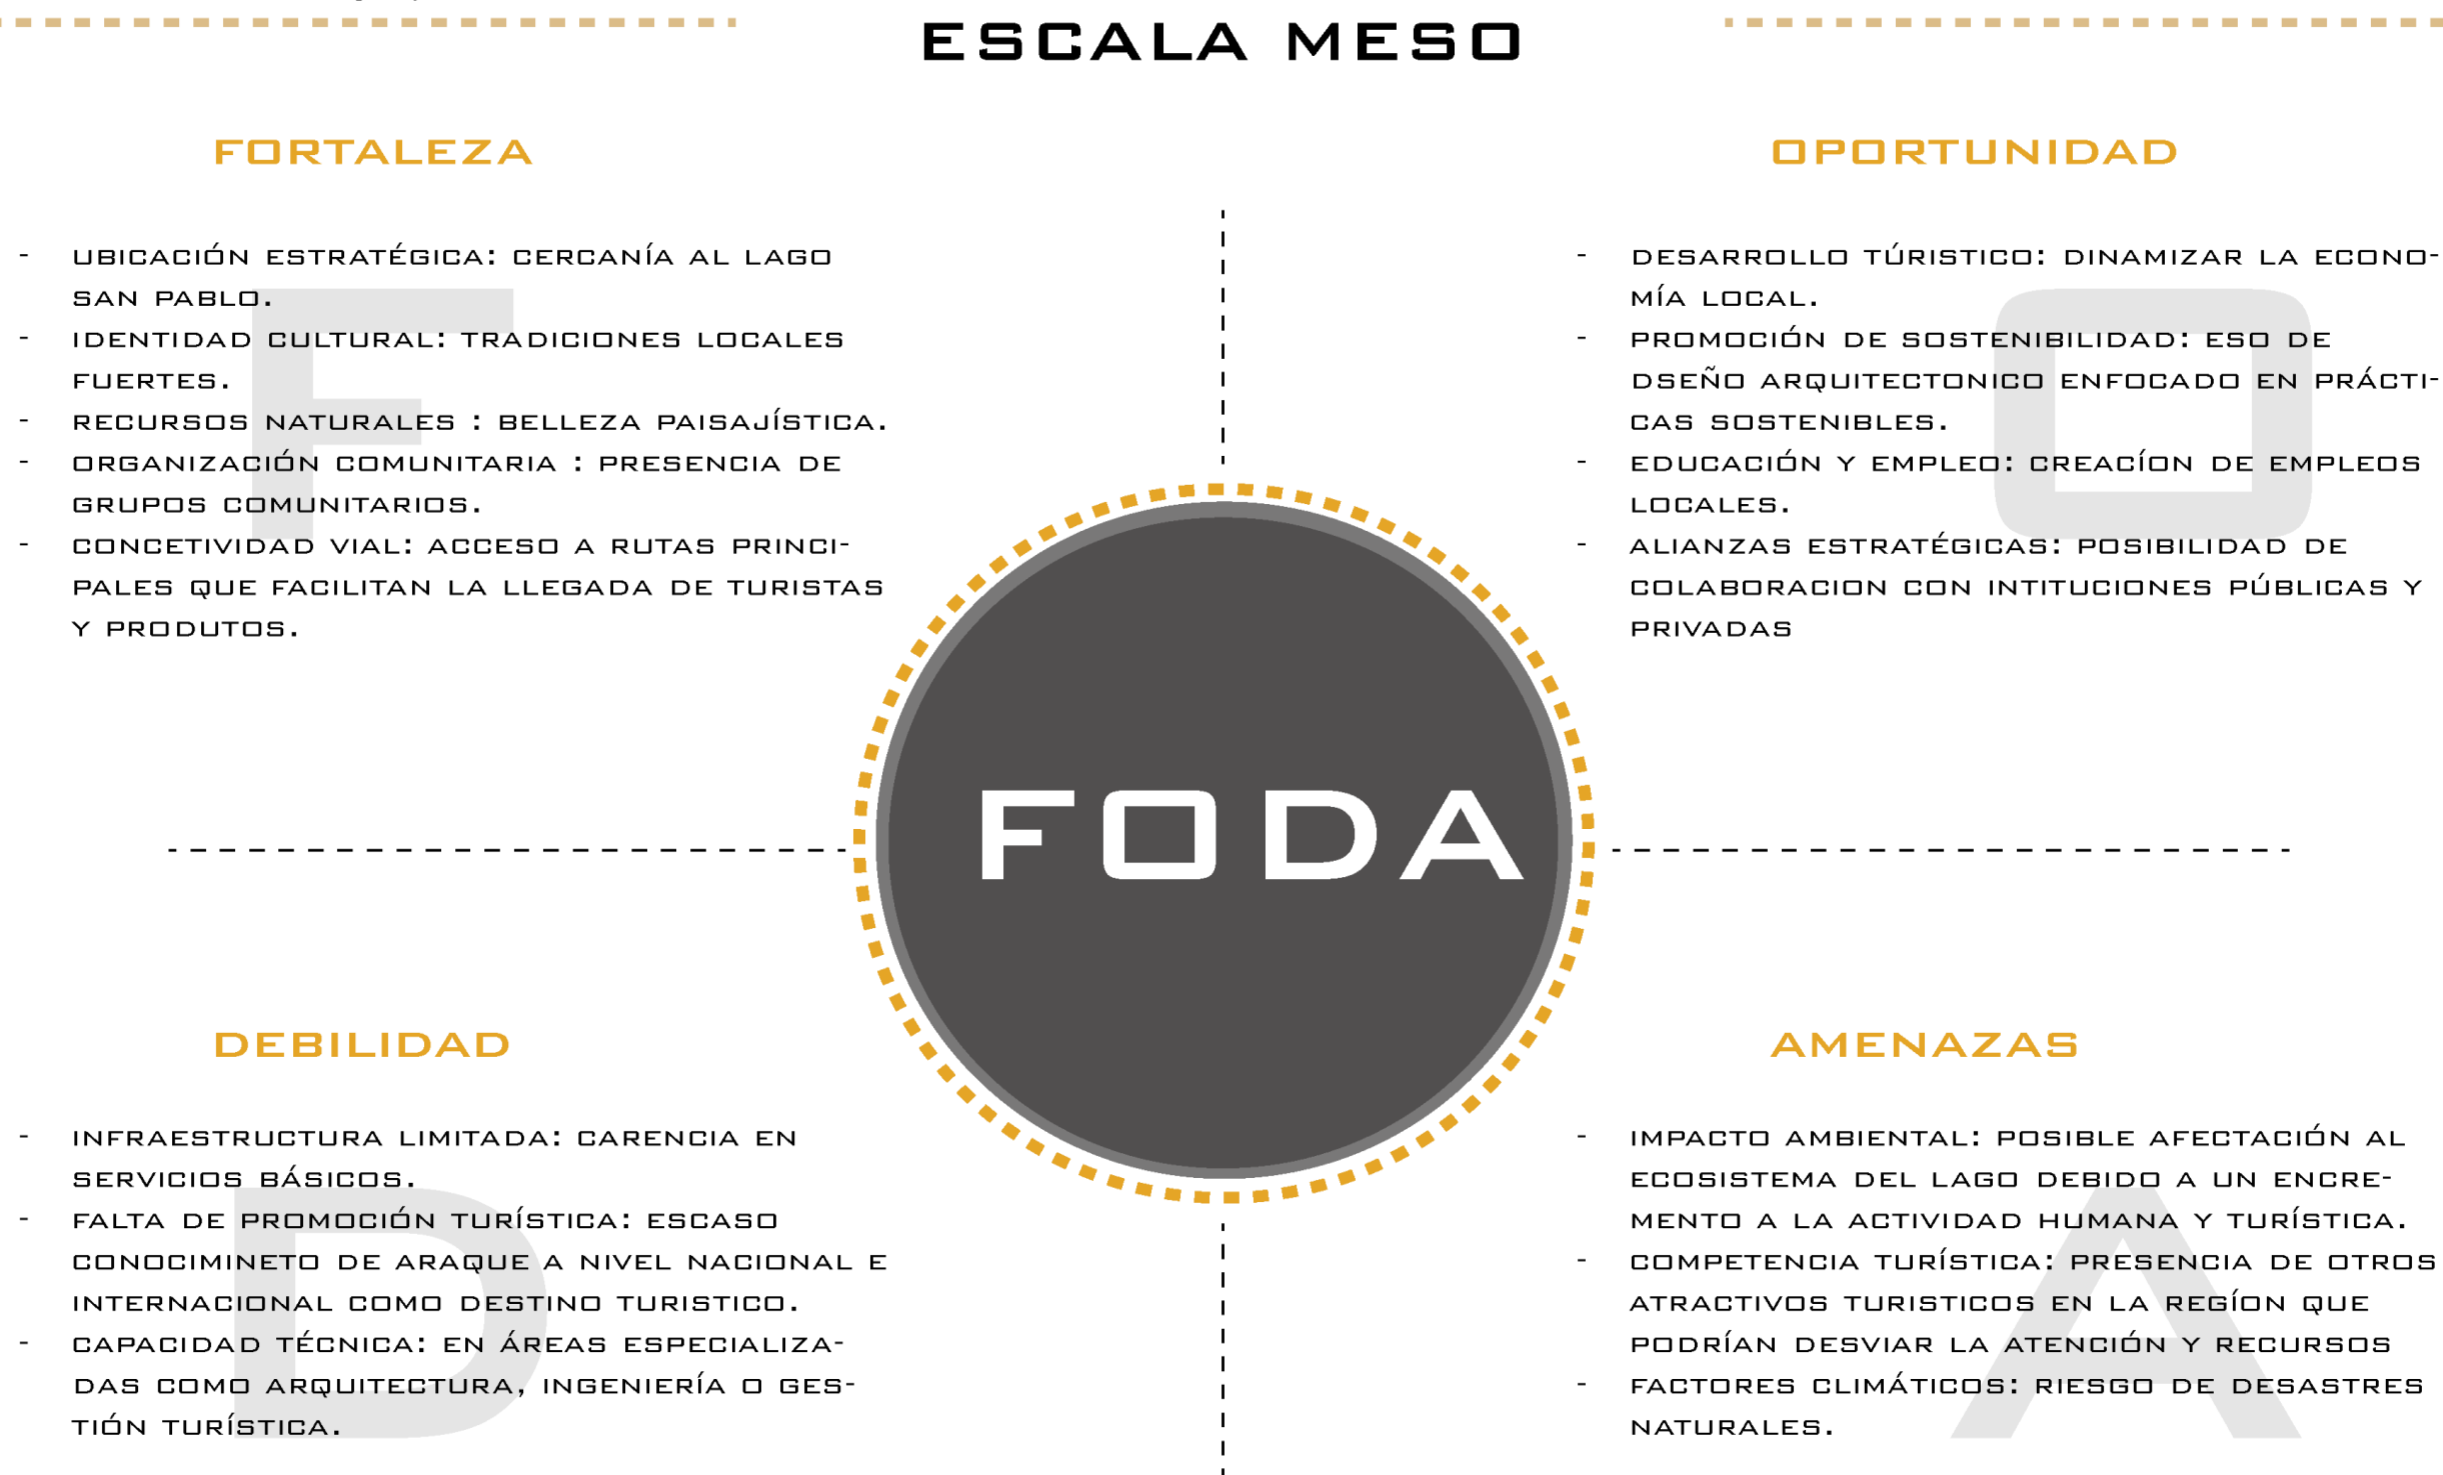 ESCALA MESO
FORTALEZA
- UBICACIÓN ESTRATÉGICA: CERCANÍA AL LAGO
SAN PABLO.
- IDENTIDAD CULTURAL: TRADICIONES LOCALES
FUERTES.
- RECURSOS NATURALES : BELLEZA PAISAJÍSTICA.
- ORGANIZACIÓN COMUNITARIA : PRESENCIA DE
GRUPOS COMUNITARIOS.
- CONCETIVIDAD VIAL: ACCESO A RUTAS PRINCI-
PALES QUE FACILITAN LA LLEGADA DE TURISTAS
Y PRODUTOS.
F
OPORTUNIDAD
- DESARROLLO TÚRISTICO: DINAMIZAR LA ECONO-
MÍA LOCAL.
- PROMOCIÓN DE SOSTENIBILIDAD: ESO DE
DSEÑO ARQUITECTONICO ENFOCADO EN PRÁCTI-
CAS SOSTENIBLES.
- EDUCACIÓN Y EMPLEO: CREACÍON DE EMPLEOS
LOCALES.
- ALIANZAS ESTRATÉGICAS: POSIBILIDAD DE
COLABORACION CON INTITUCIONES PÚBLICAS Y
PRIVADAS
O
FODA
DEBILIDAD
- INFRAESTRUCTURA LIMITADA: CARENCIA EN
SERVICIOS BÁSICOS.
- FALTA DE PROMOCIÓN TURÍSTICA: ESCASO
CONOCIMINETO DE ARAQUE A NIVEL NACIONAL E
INTERNACIONAL COMO DESTINO TURISTICO.
- CAPACIDAD TÉCNICA: EN ÁREAS ESPECIALIZA-
DAS COMO ARQUITECTURA, INGENIERÍA O GES-
TIÓN TURÍSTICA.
D
AMENAZAS
- IMPACTO AMBIENTAL: POSIBLE AFECTACIÓN AL
ECOSISTEMA DEL LAGO DEBIDO A UN ENCRE-
MENTO A LA ACTIVIDAD HUMANA Y TURÍSTICA.
- COMPETENCIA TURÍSTICA: PRESENCIA DE OTROS
ATRACTIVOS TURISTICOS EN LA REGÍON QUE
PODRÍAN DESVIAR LA ATENCIÓN Y RECURSOS
- FACTORES CLIMÁTICOS: RIESGO DE DESASTRES
NATURALES.
A